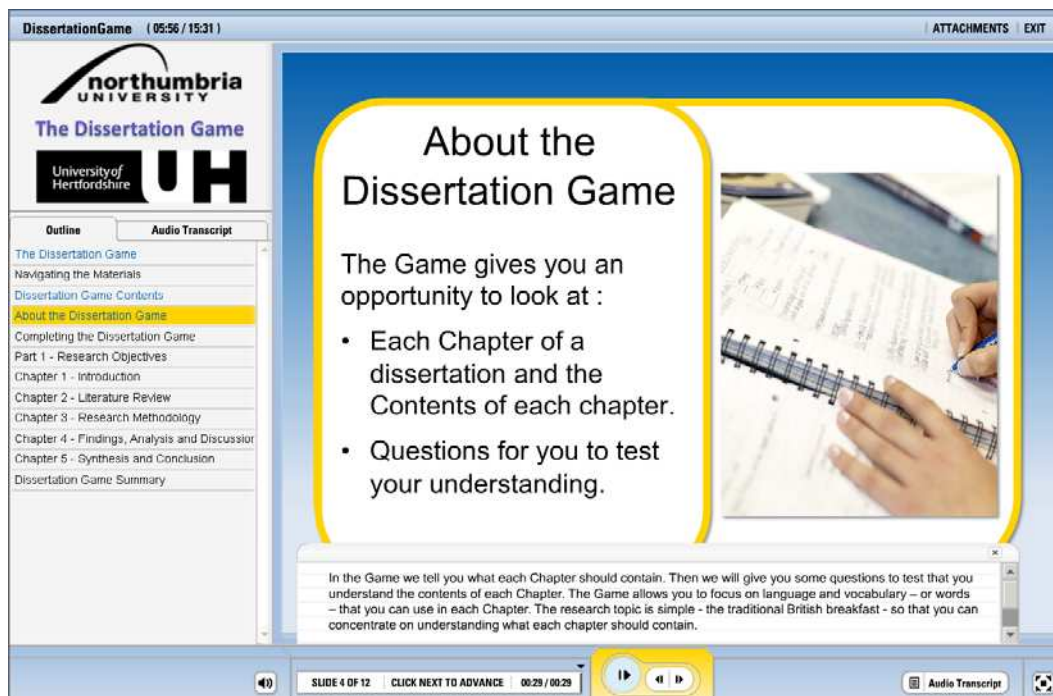 DissertationGame ( 05:56 / 15:31 )
ATTACHMENTS EXIT
northumbria
UNIVERSITY
The Dissertation Game
University of
Hertfordshire
UH
Outline
Audio Transcript
The Dissertation Game
Navigating the Materials
Dissertation Game Contents
About the Dissertation Game
Completing the Dissertation Game
Part 1 - Research Objectives
Chapter 1 - Introduction
Chapter 2 - Literature Review
Chapter 3 - Research Methodology
Chapter 4 - Findings, Analysis and Discussion
Chapter 5 - Synthesis and Conclusion
Dissertation Game Summary
About the
Dissertation Game
The Game gives you an
opportunity to look at :
• Each Chapter of a
dissertation and the
Contents of each chapter.
• Questions for you to test
your understanding.
In the Game we tell you what each Chapter should contain. Then we will give you some questions to test that you
understand the contents of each Chapter. The Game allows you to focus on language and vocabulary – or words
– that you can use in each Chapter. The research topic is simple - the traditional British breakfast - so that you can
concentrate on understanding what each chapter should contain.
SLIDE 4 OF 12
CLICK NEXT TO ADVANCE
00:29 / 00:29
Audio Transcript